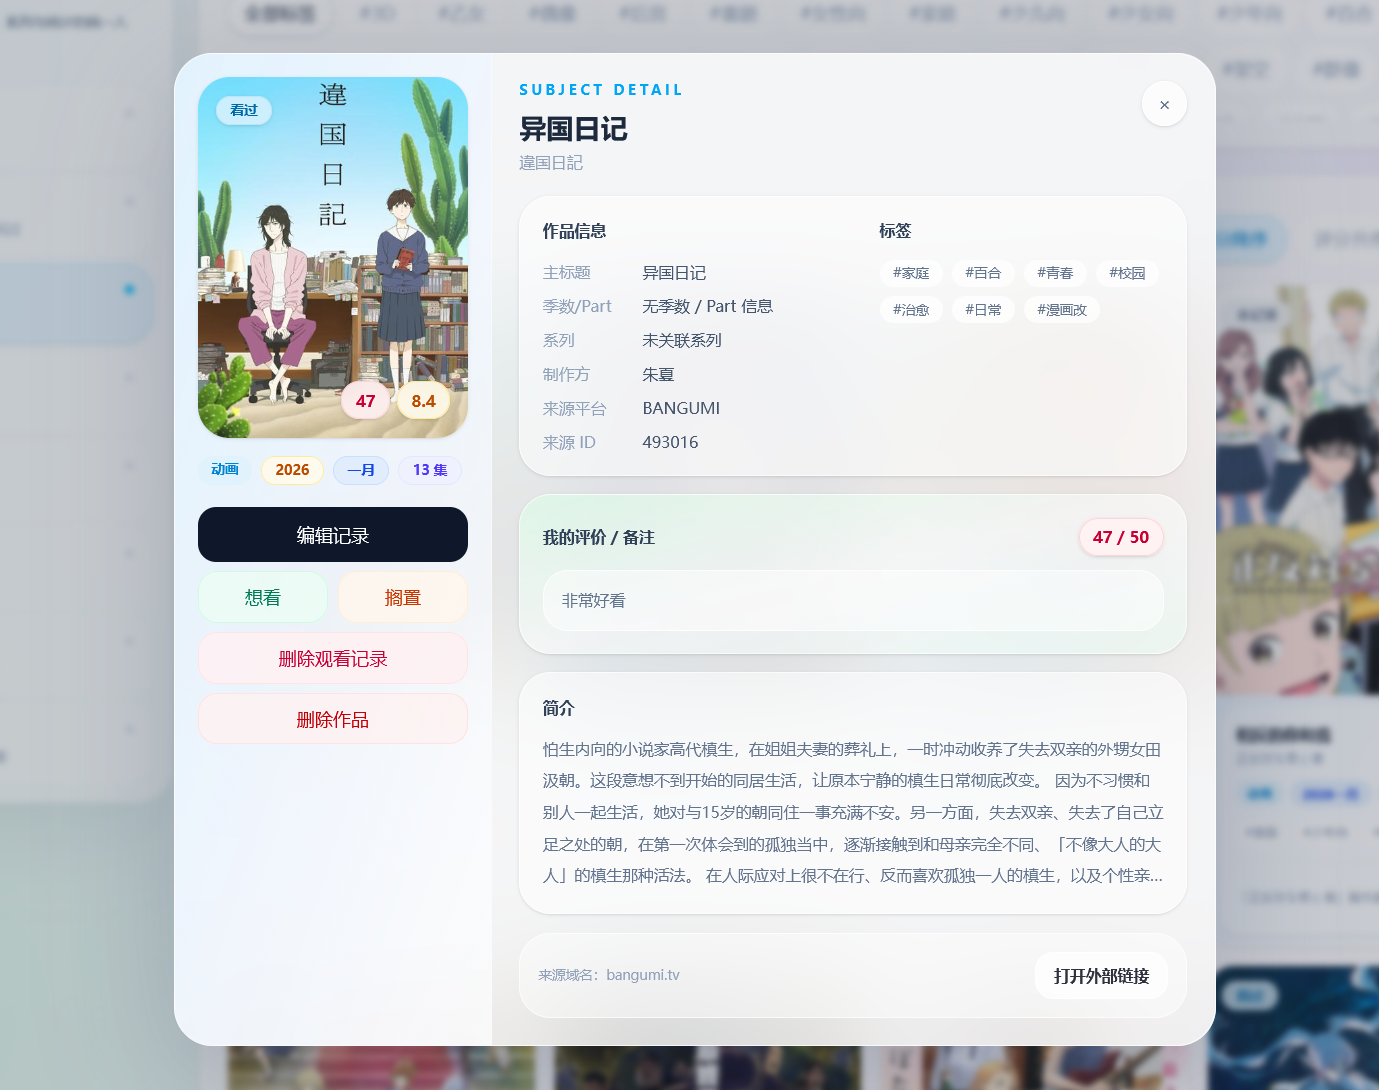 全部标签
看过
違国日記
47
8.4
动画
2026
一月
13 集
编辑记录
想看
搁置
删除观看记录
删除作品
SUBJECT DETAIL
×
异国日记
違国日記
作品信息
主标题 异国日记
季数/Part 无季数 / Part 信息
系列 未关联系列
制作方 朱夏
来源平台 BANGUMI
来源 ID 493016
标签
#家庭 #百合 #青春 #校园
#治愈 #日常 #漫画改
我的评价 / 备注
47 / 50
非常好看
简介
怕生内向的小说家高代槙生，在姐姐夫妻的葬礼上，一时冲动收养了失去双亲的外甥女田
汲朝。这段意想不到开始的同居生活，让原本宁静的槙生日常彻底改变。 因为不习惯和
别人一起生活，她对与15岁的朝同住一事充满不安。另一方面，失去双亲、失去了自己立
足之处的朝，在第一次体会到的孤独当中，逐渐接触到和母亲完全不同、「不像大人的大
人」的槙生那种活法。 在人际应对上很不在行、反而喜欢孤独一人的槙生，以及个性亲...
来源域名：bangumi.tv
打开外部链接